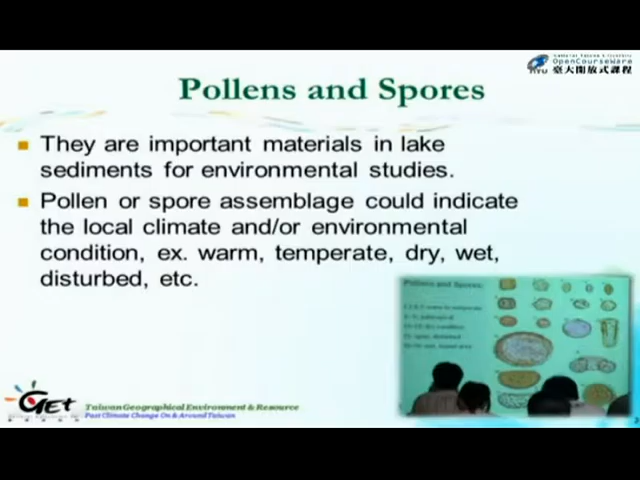 OpenCourseWare
臺大開放式課程
Pollens and Spores
They are important materials in lake
sediments for environmental studies.
Pollen or spore assemblage could indicate
the local climate and/or environmental
condition, ex. warm, temperate, dry, wet,
disturbed, etc.
Pollens and Spores
GET
Taiwan Geographical Environment & Resource
Past Climate Change On & Around Taiwan